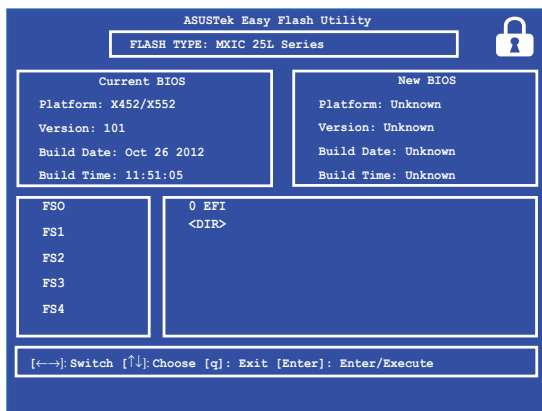 ASUSTek Easy Flash Utility
FLASH TYPE: MXIC 25L Series
Current BIOS
Platform: X452/X552
Version: 101
Build Date: Oct 26 2012
Build Time: 11:51:05
New BIOS
Platform: Unknown
Version: Unknown
Build Date: Unknown
Build Time: Unknown
FSO
FS1
FS2
FS3
FS4
0 EFI
<DIR>
[←→]: Switch [↑↓]: Choose [q]: Exit [Enter]: Enter/Execute